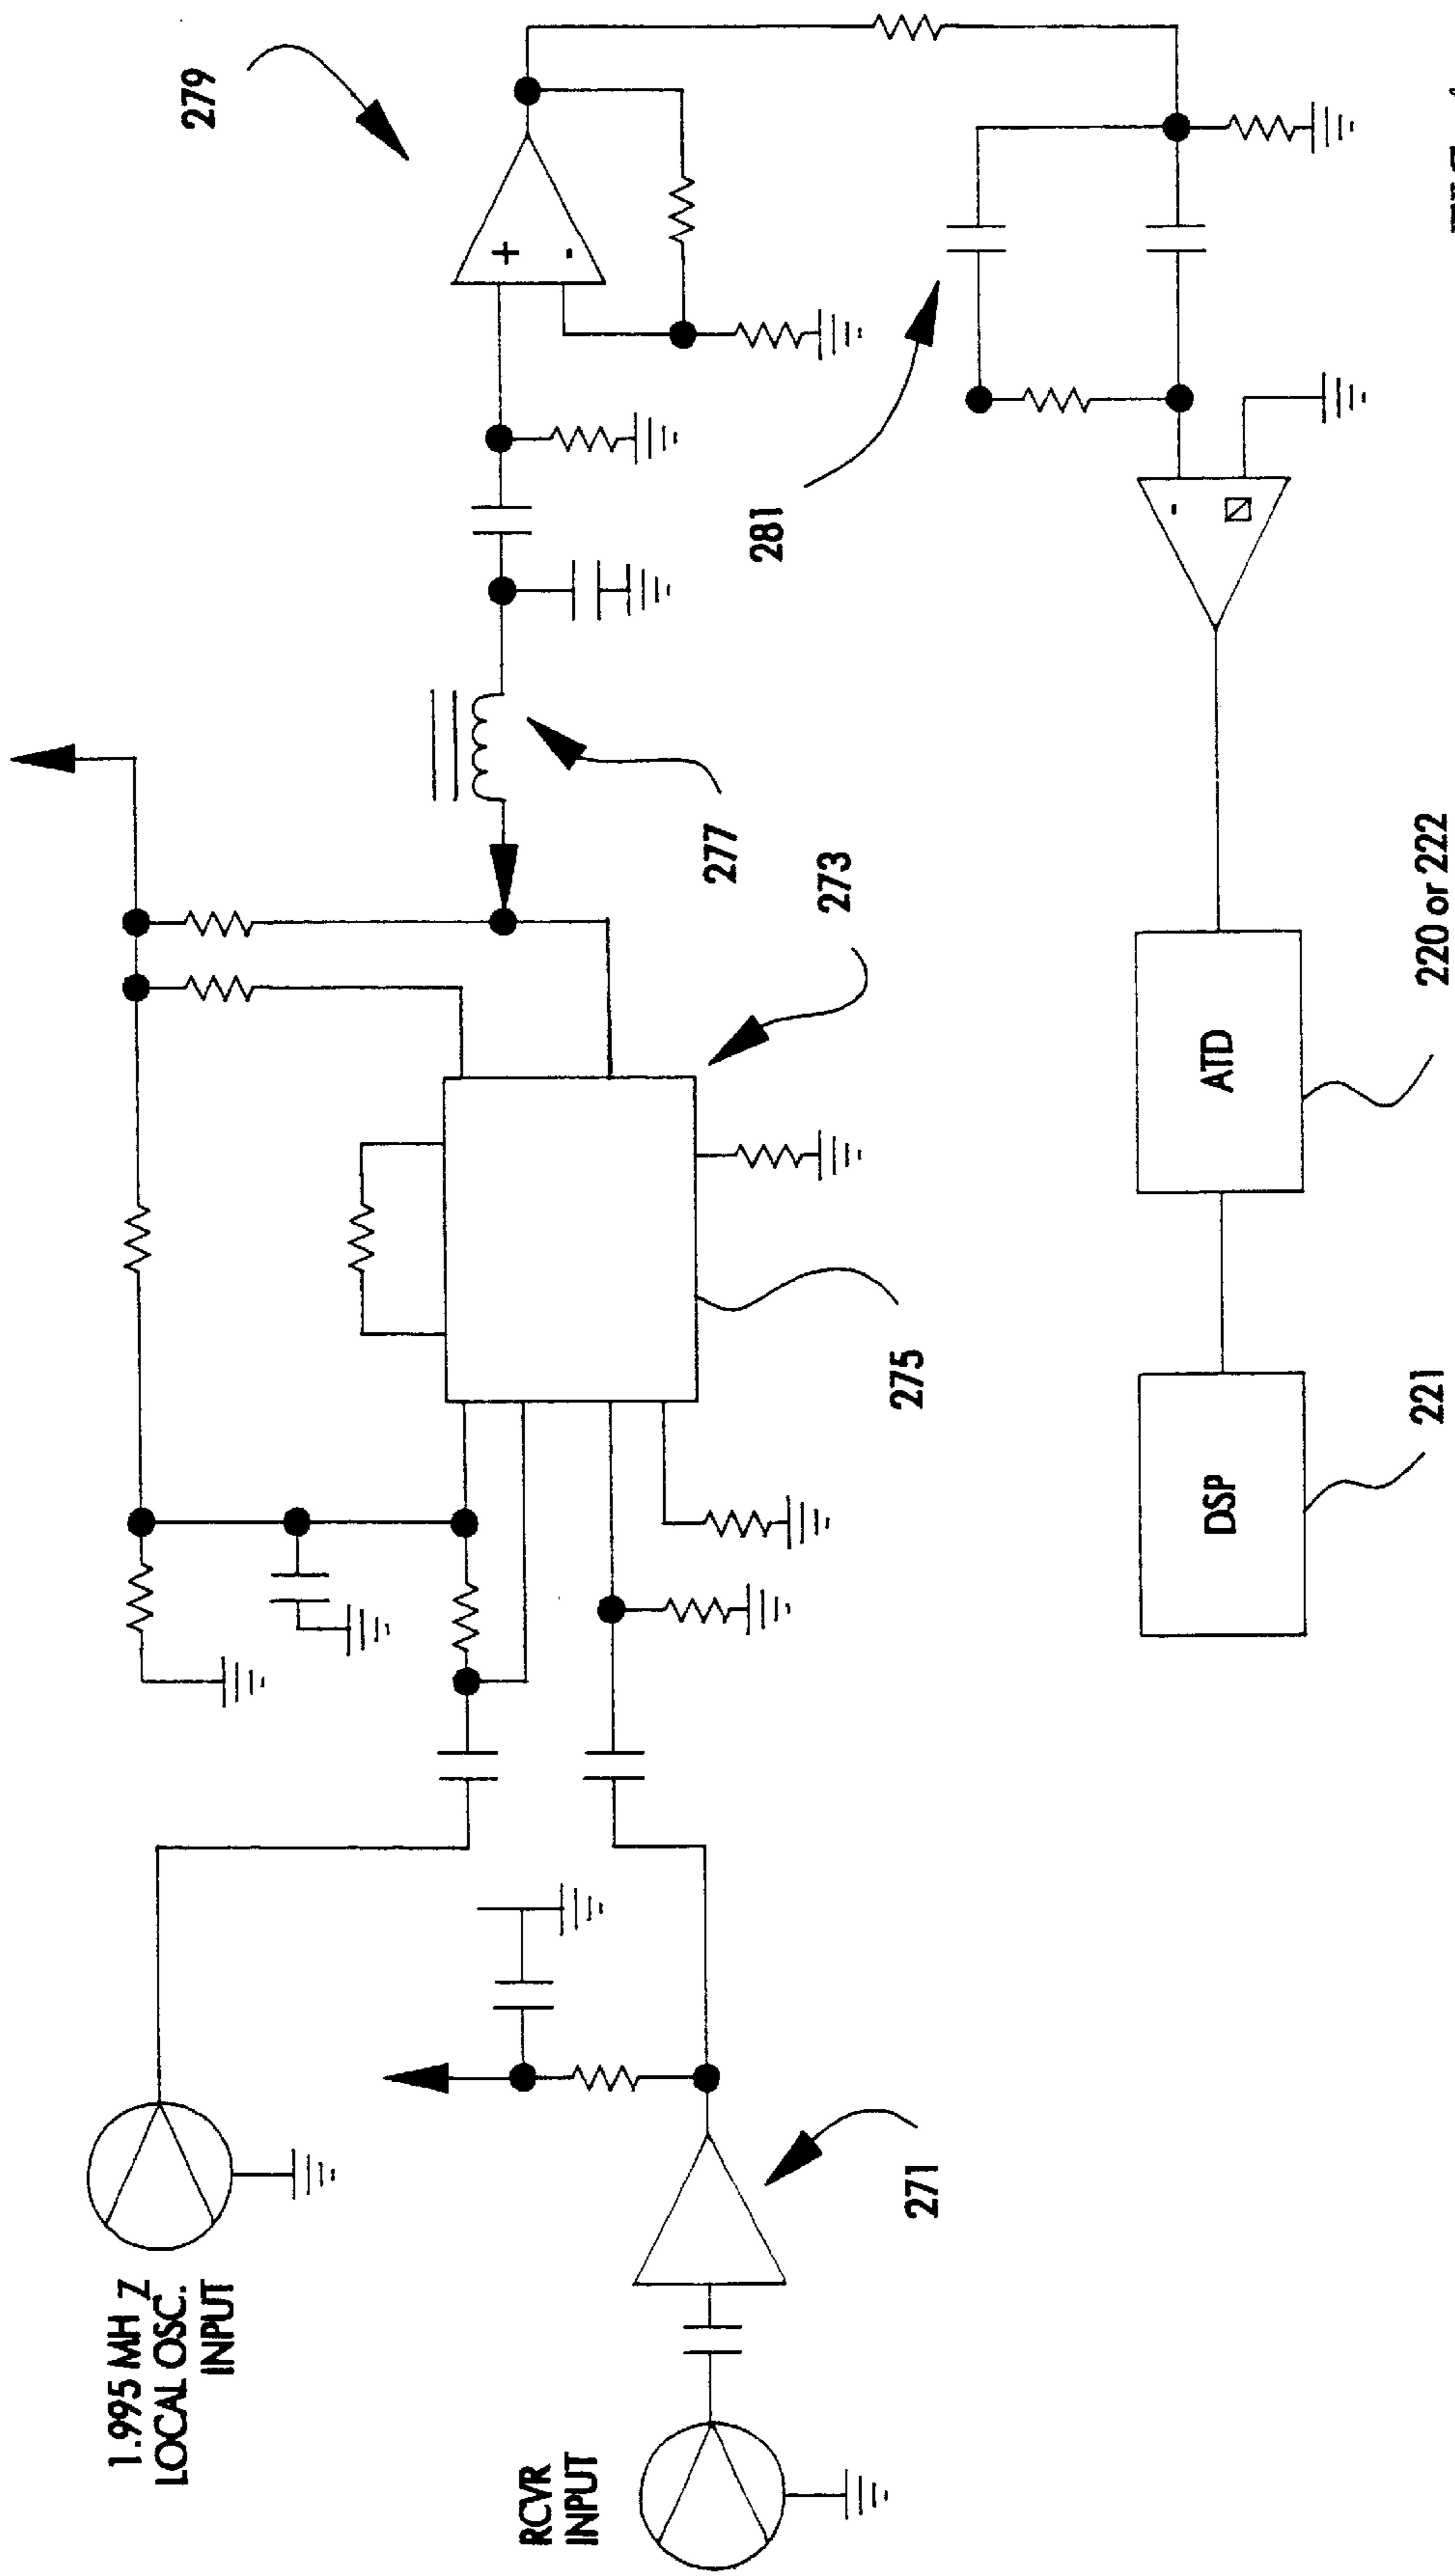 279
+
-
281
277
273
-
275
ATD
220 or 222
DSP
221
1.995 MH Z
LOCAL OSC.
INPUT
271
RCVR
INPUT